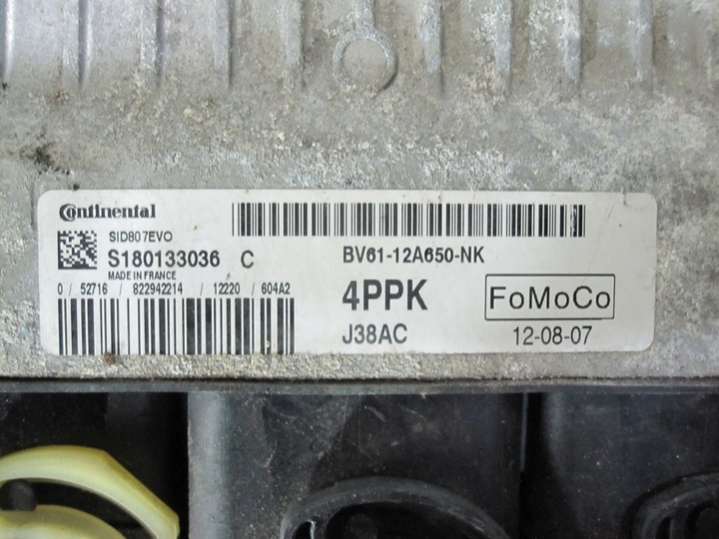 Continental
SID807EVO
S180133036 C
MADE IN FRANCE
0 / 52716 / 822942214 / 12220 / 604A2
BV61-12A650-NK
4PPK
FoMoCo
J38AC
12-08-07